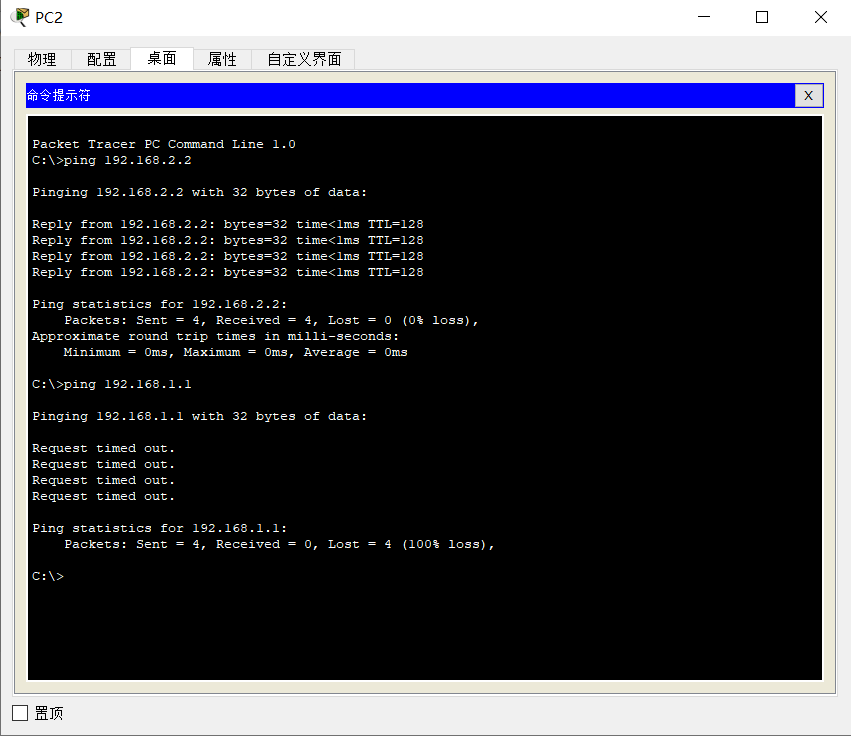 PC2
物理 配置 桌面 属性 自定义界面
命令提示符 X
Packet Tracer PC Command Line 1.0
C:\>ping 192.168.2.2
Pinging 192.168.2.2 with 32 bytes of data:
Reply from 192.168.2.2: bytes=32 time<1ms TTL=128
Reply from 192.168.2.2: bytes=32 time<1ms TTL=128
Reply from 192.168.2.2: bytes=32 time<1ms TTL=128
Reply from 192.168.2.2: bytes=32 time<1ms TTL=128
Ping statistics for 192.168.2.2:
    Packets: Sent = 4, Received = 4, Lost = 0 (0% loss),
Approximate round trip times in milli-seconds:
    Minimum = 0ms, Maximum = 0ms, Average = 0ms
C:\>ping 192.168.1.1
Pinging 192.168.1.1 with 32 bytes of data:
Request timed out.
Request timed out.
Request timed out.
Request timed out.
Ping statistics for 192.168.1.1:
    Packets: Sent = 4, Received = 0, Lost = 4 (100% loss),
C:\>
置顶